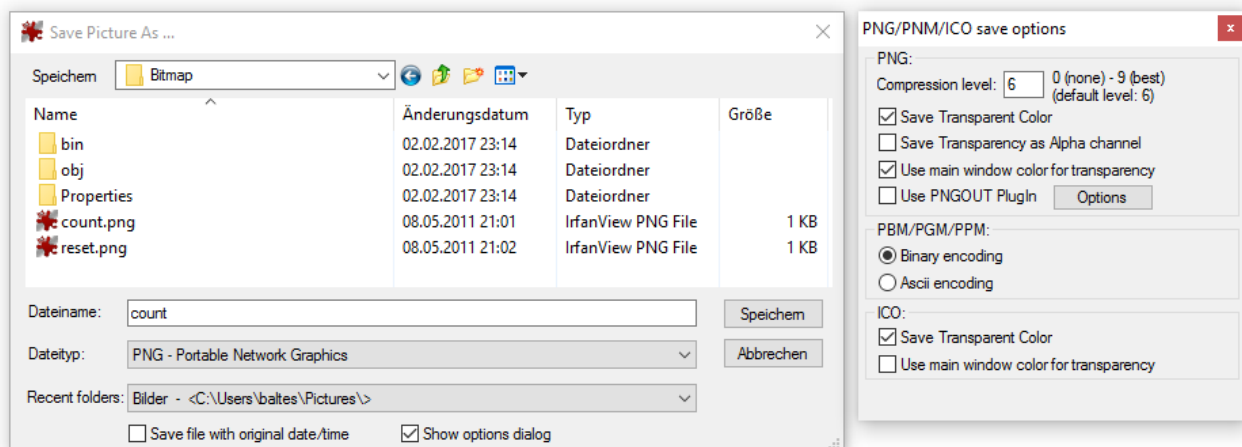 Save Picture As ...
Speichern Bitmap
Name Änderungsdatum Typ Größe
bin 02.02.2017 23:14 Dateiordner
obj 02.02.2017 23:14 Dateiordner
Properties 02.02.2017 23:14 Dateiordner
count.png 08.05.2011 21:01 IrfanView PNG File 1 KB
reset.png 08.05.2011 21:02 IrfanView PNG File 1 KB
Dateiname: count Speichern
Dateityp: PNG - Portable Network Graphics Abbrechen
Recent folders: Bilder - <C:\Users\baltes\Pictures\>
Save file with original date/time Show options dialog
PNG/PNM/ICO save options x
PNG:
Compression level: 6 0 (none) - 9 (best)
(default level: 6)
Save Transparent Color
Save Transparency as Alpha channel
Use main window color for transparency
Use PNGOUT PlugIn Options
PBM/PGM/PPM:
Binary encoding
Ascii encoding
ICO:
Save Transparent Color
Use main window color for transparency